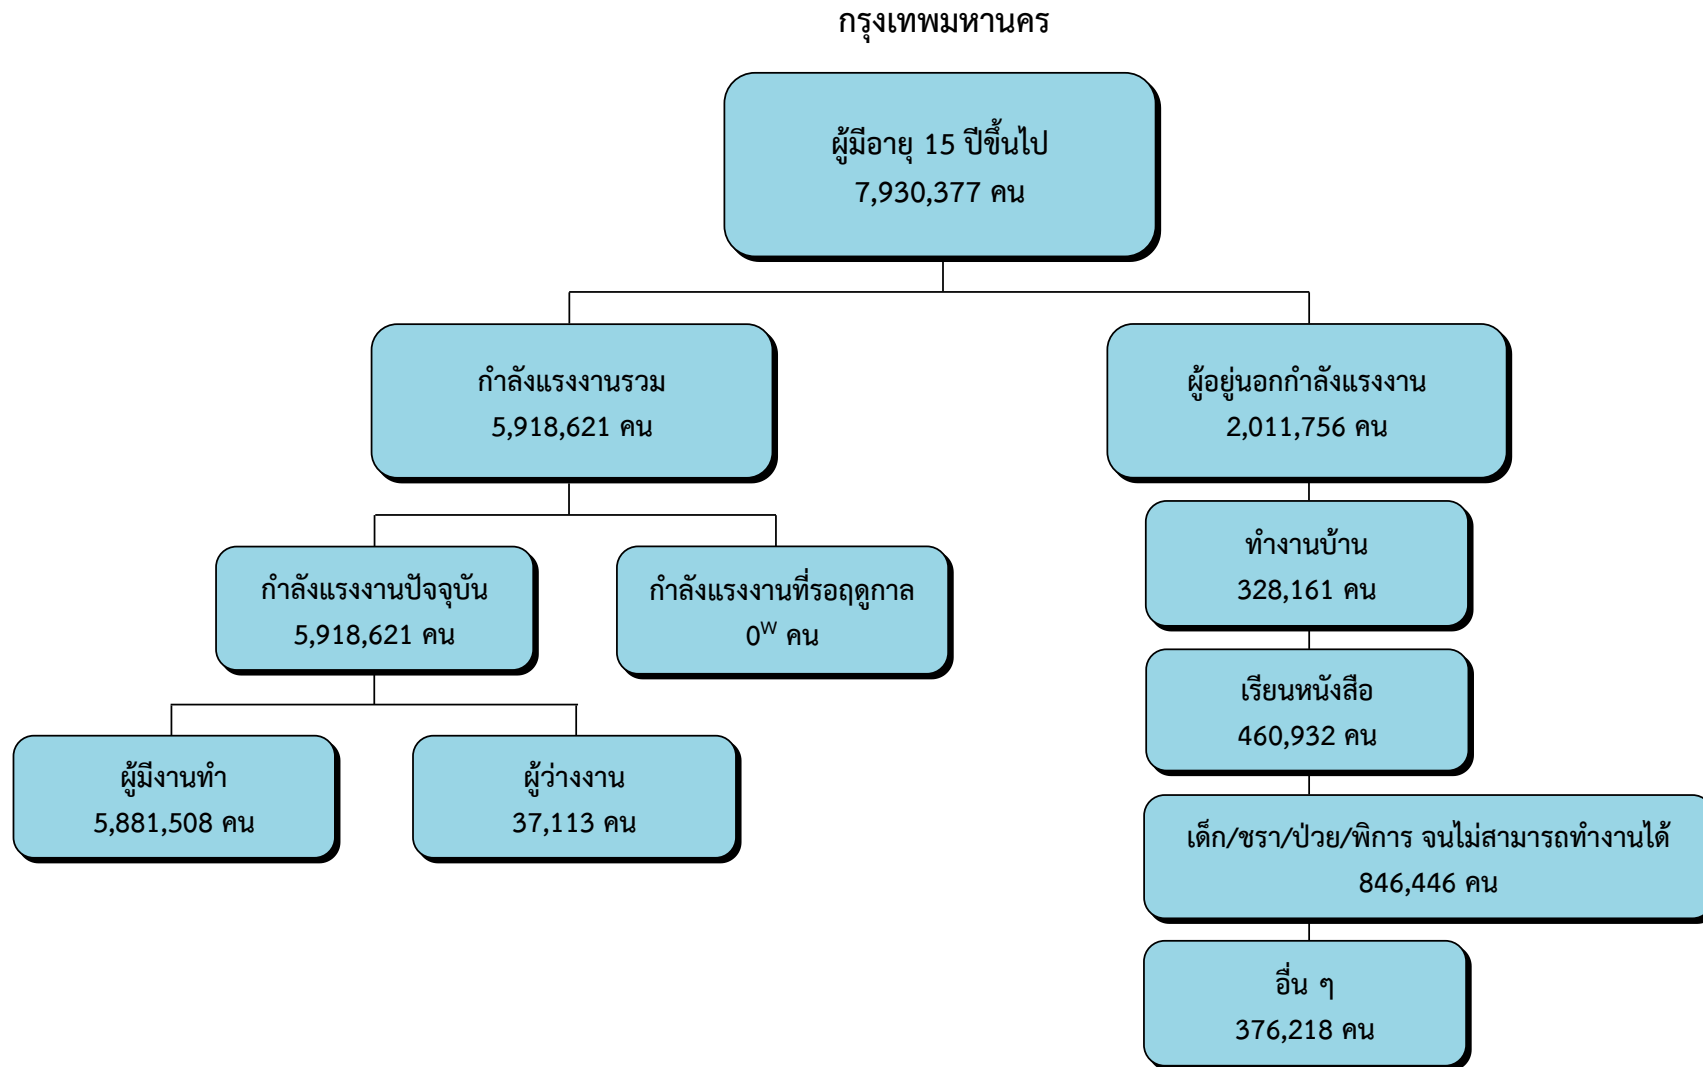 กรุงเทพมหานคร
ผู้มีอายุ 15 ปีขึ้นไป
7,930,377 คน
กำลังแรงงานรวม
5,918,621 คน
ผู้อยู่นอกกำลังแรงงาน
2,011,756 คน
กำลังแรงงานปัจจุบัน
5,918,621 คน
กำลังแรงงานที่รอฤดูกาล
0ᵂ คน
ผู้มีงานทำ
5,881,508 คน
ผู้ว่างงาน
37,113 คน
ทำงานบ้าน
328,161 คน
เรียนหนังสือ
460,932 คน
เด็ก/ชรา/ป่วย/พิการ จนไม่สามารถทำงานได้
846,446 คน
อื่น ๆ
376,218 คน